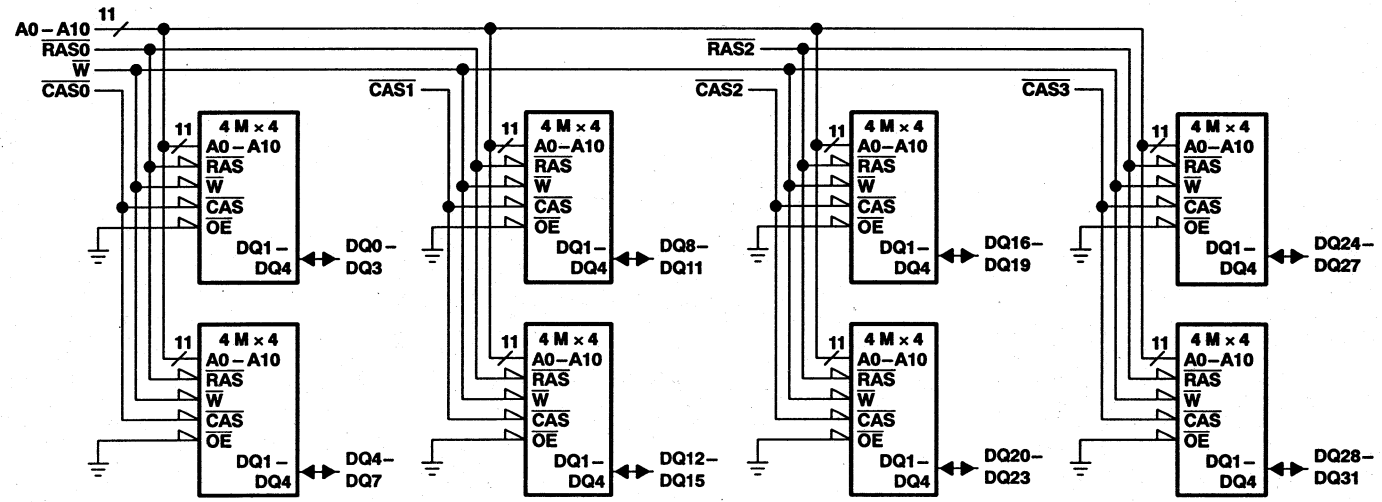 11
A0–A10
RAS0
W
CAS0
CAS1
RAS2
CAS2
CAS3
4 M × 4
11
A0–A10
RAS
W
CAS
OE
DQ1–
DQ4
DQ0–
DQ3
4 M × 4
11
A0–A10
RAS
W
CAS
OE
DQ1–
DQ4
DQ8–
DQ11
4 M × 4
11
A0–A10
RAS
W
CAS
OE
DQ1–
DQ4
DQ16–
DQ19
4 M × 4
11
A0–A10
RAS
W
CAS
OE
DQ1–
DQ4
DQ24–
DQ27
4 M × 4
11
A0–A10
RAS
W
CAS
OE
DQ1–
DQ4
DQ4–
DQ7
4 M × 4
11
A0–A10
RAS
W
CAS
OE
DQ1–
DQ4
DQ12–
DQ15
4 M × 4
11
A0–A10
RAS
W
CAS
OE
DQ1–
DQ4
DQ20–
DQ23
4 M × 4
11
A0–A10
RAS
W
CAS
OE
DQ1–
DQ4
DQ28–
DQ31